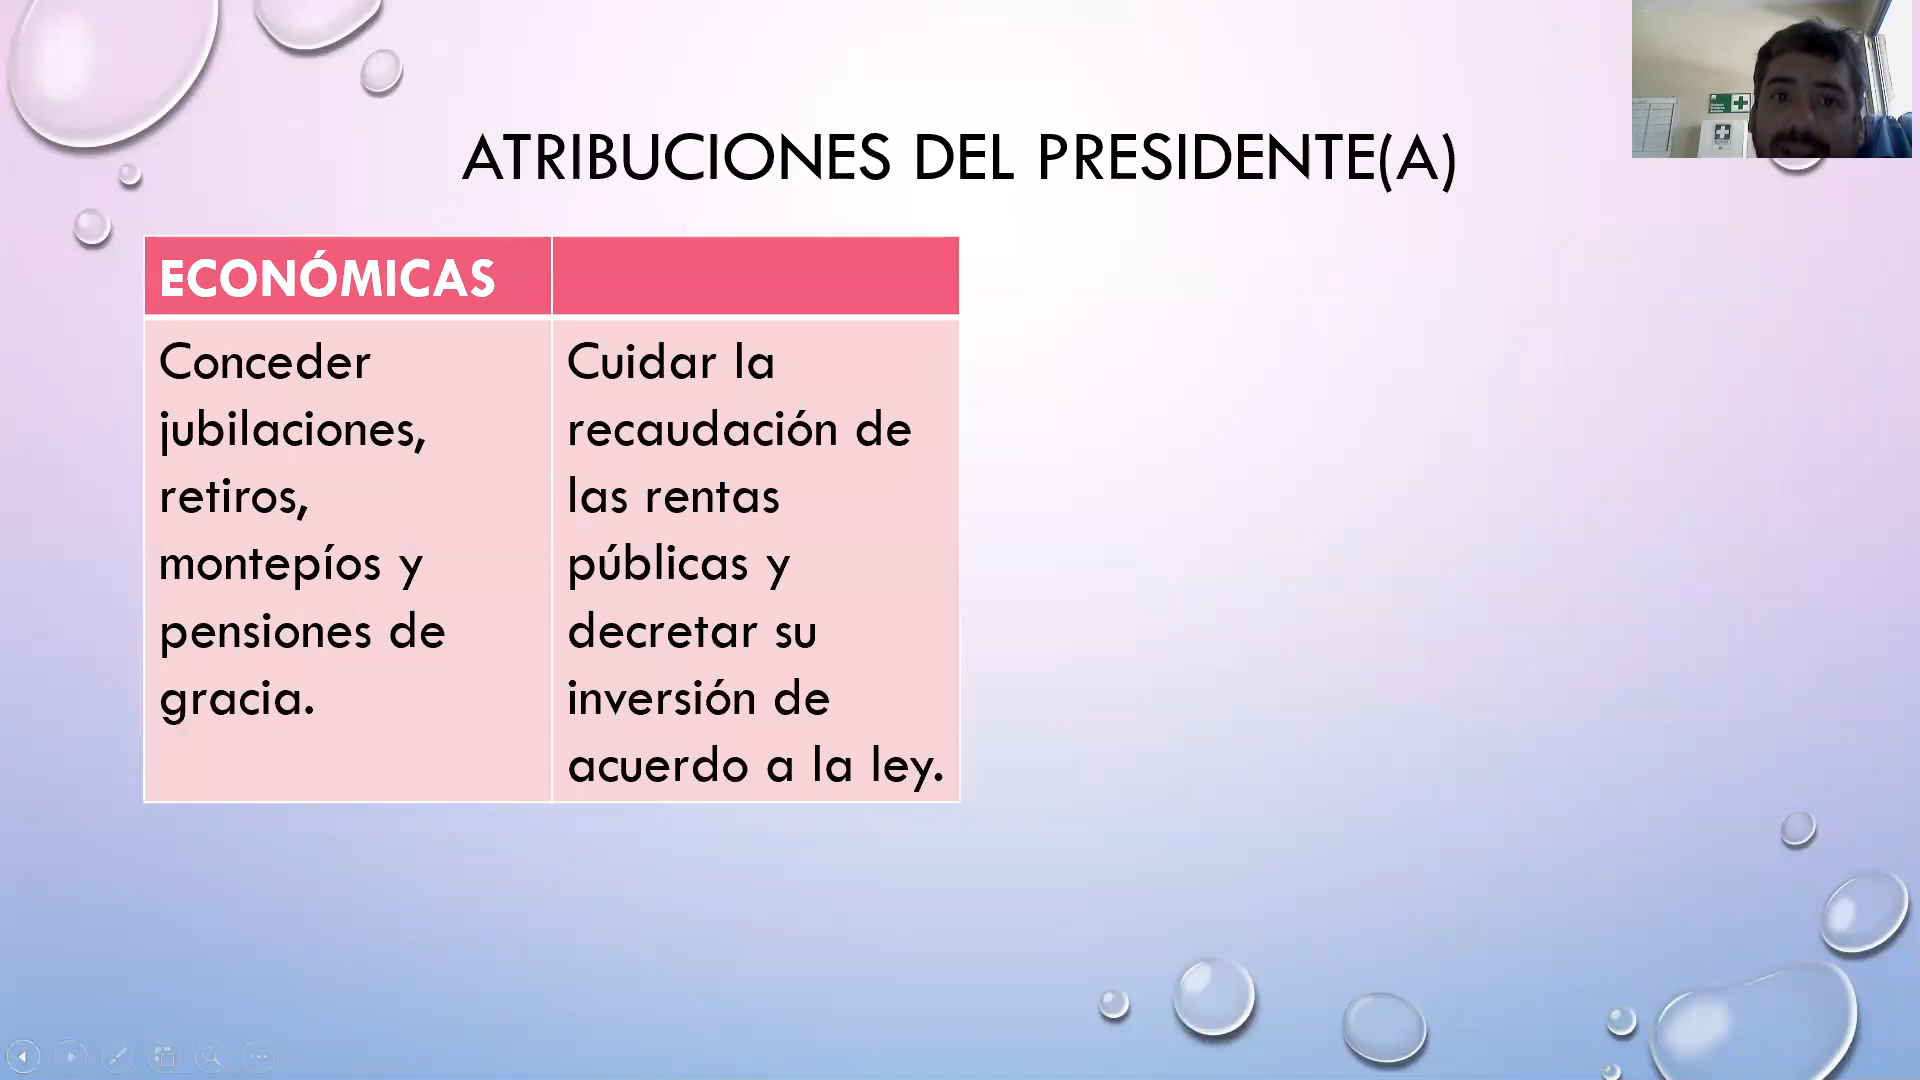 ATRIBUCIONES DEL PRESIDENTE(A)
ECONÓMICAS
Conceder
jubilaciones,
retiros,
montepíos y
pensiones de
gracia.
Cuidar la
recaudación de
las rentas
públicas y
decretar su
inversión de
acuerdo a la ley.